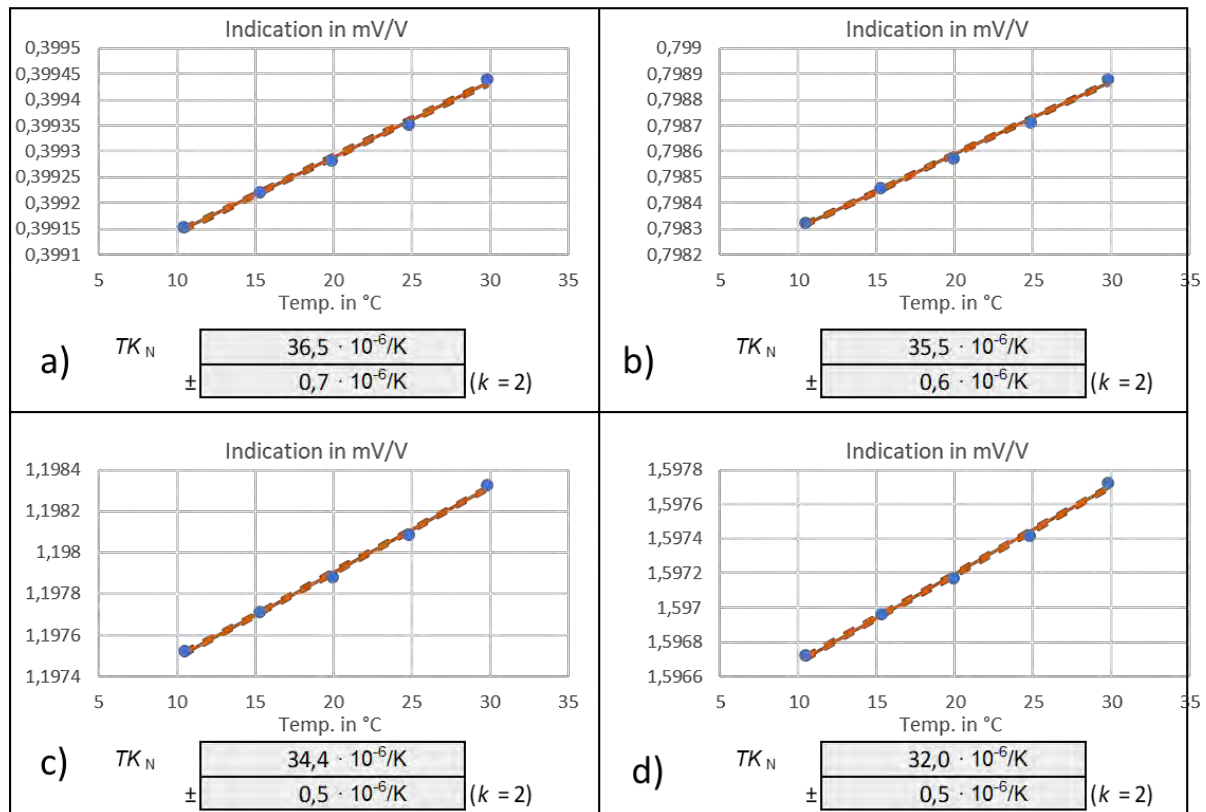 Indication in mV/V
0,3995
0,39945
0,3994
0,39935
0,3993
0,39925
0,3992
0,39915
0,3991
5 10 15 20 25 30 35
Temp. in °C
a)
TK N 36,5 · 10⁻⁶/K
± 0,7 · 10⁻⁶/K (k = 2)
Indication in mV/V
0,799
0,7989
0,7988
0,7987
0,7986
0,7985
0,7984
0,7983
0,7982
5 10 15 20 25 30 35
Temp. in °C
b)
TK N 35,5 · 10⁻⁶/K
± 0,6 · 10⁻⁶/K (k = 2)
Indication in mV/V
1,1984
1,1982
1,198
1,1978
1,1976
1,1974
5 10 15 20 25 30 35
Temp. in °C
c)
TK N 34,4 · 10⁻⁶/K
± 0,5 · 10⁻⁶/K (k = 2)
Indication in mV/V
1,5978
1,5976
1,5974
1,5972
1,597
1,5968
1,5966
5 10 15 20 25 30 35
Temp. in °C
d)
TK N 32,0 · 10⁻⁶/K
± 0,5 · 10⁻⁶/K (k = 2)